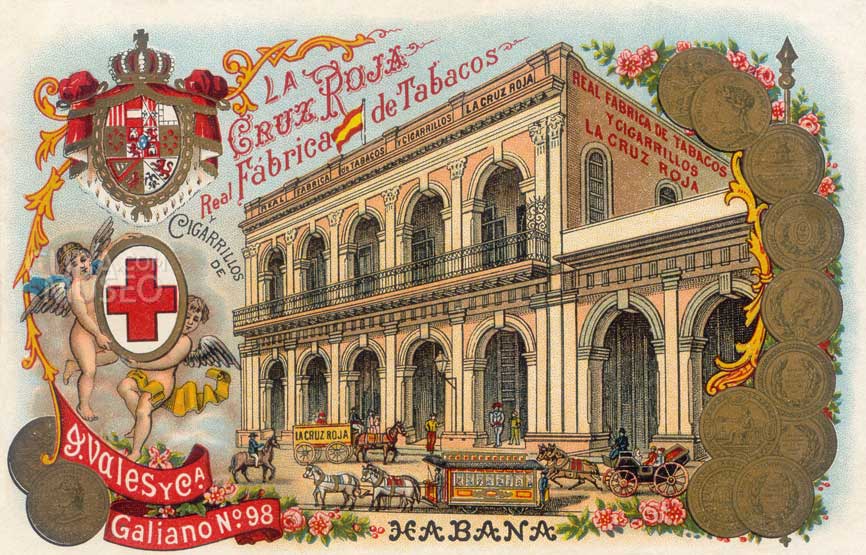 LA
CRUZ ROJA
Real Fábrica de Tabacos
Y
CIGARRILLOS
DE
REAL FABRICA DE TABACOS Y CIGARRILLOS LA CRUZ ROJA
REAL FABRICA DE TABACOS
Y CIGARRILLOS
LA CRUZ ROJA
LA CRUZ ROJA
J. VALES Y Cª
Galiano Nº 98
HABANA